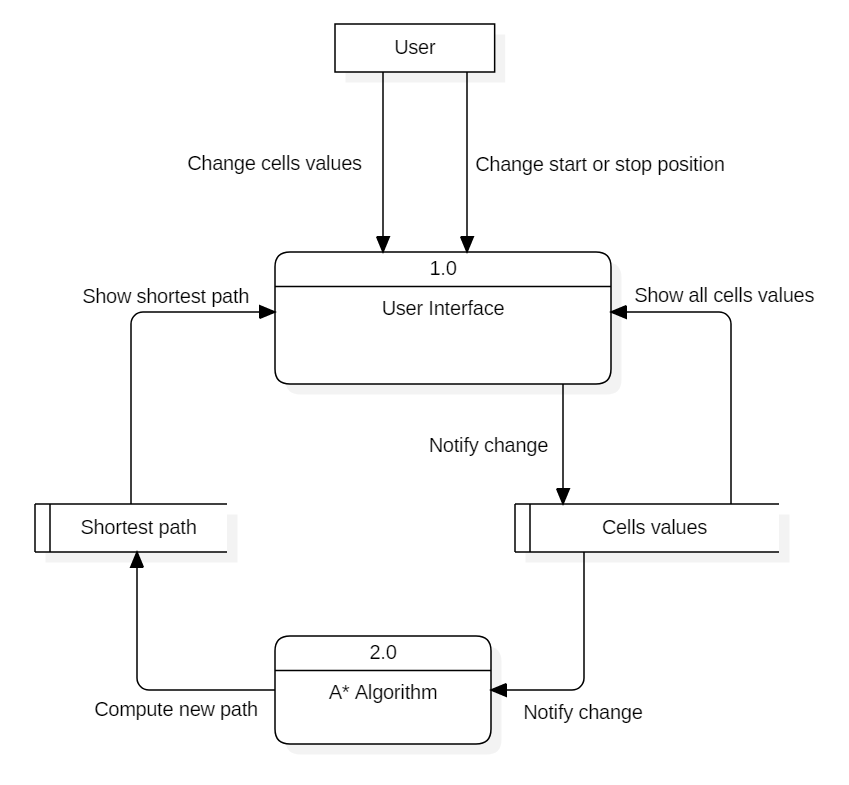 User
Change cells values
Change start or stop position
1.0
User Interface
Show shortest path
Show all cells values
Notify change
Shortest path
Cells values
2.0
A* Algorithm
Compute new path
Notify change